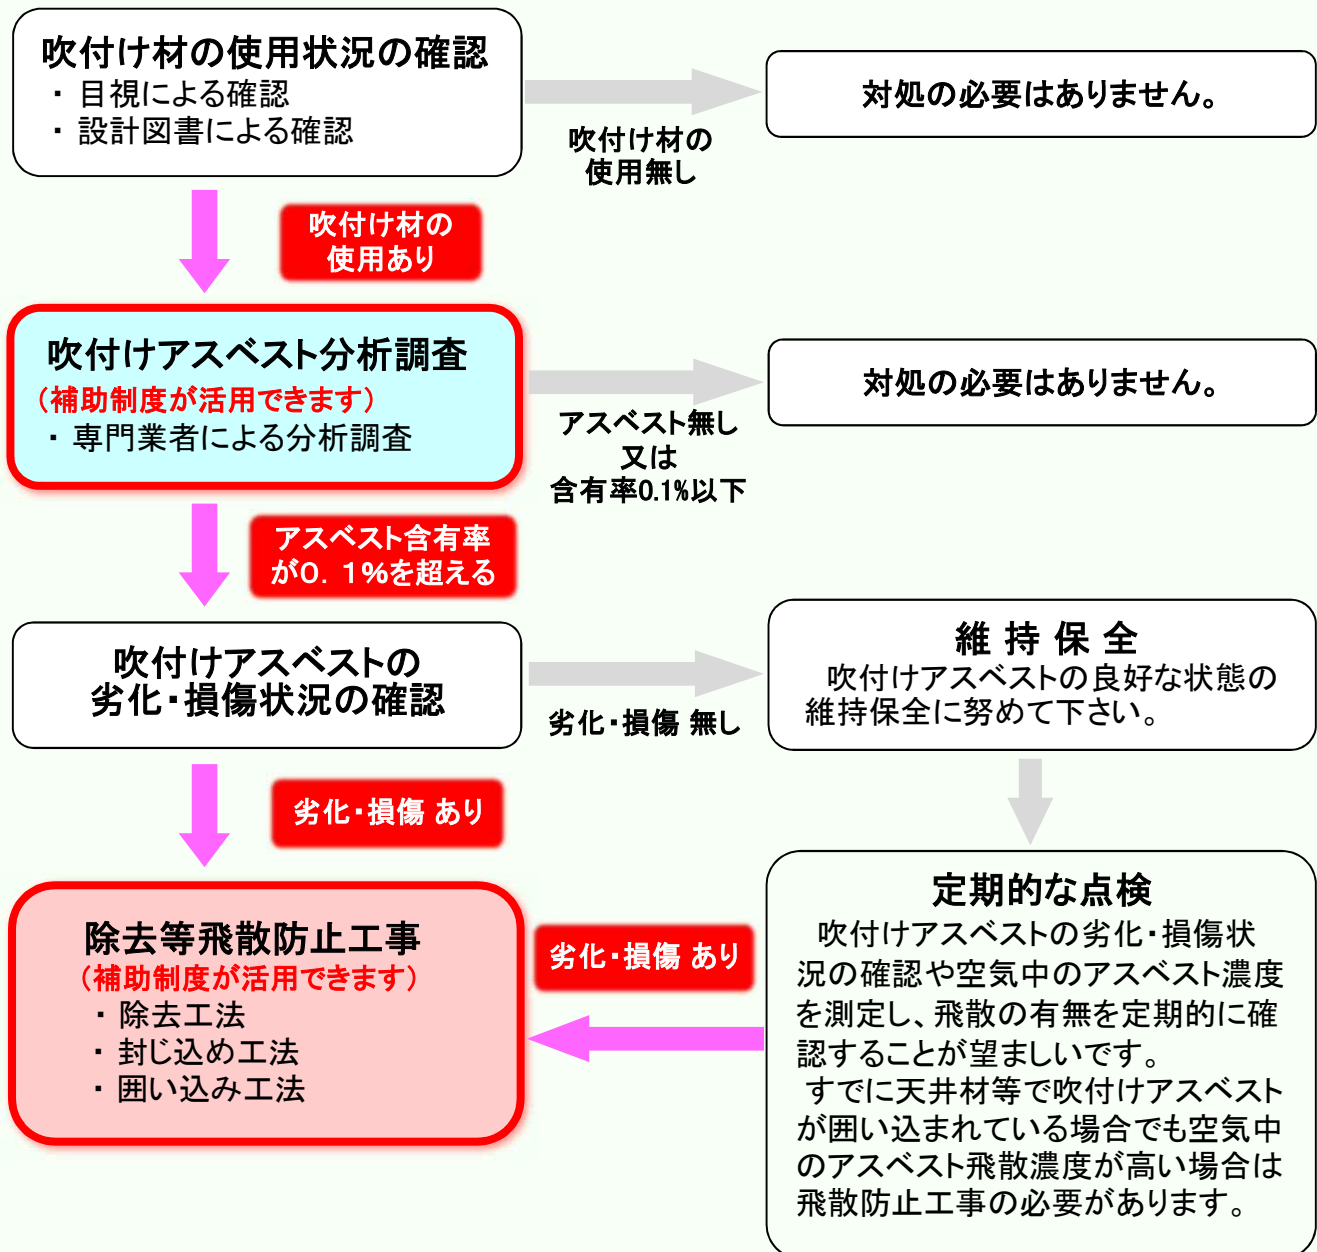 吹付け材の使用状況の確認
・ 目視による確認
・ 設計図書による確認
吹付け材の
使用無し
対処の必要はありません。
吹付け材の
使用あり
吹付けアスベスト分析調査
（補助制度が活用できます）
・ 専門業者による分析調査
アスベスト無し
又は
含有率0.1%以下
対処の必要はありません。
アスベスト含有率
が０．１％を超える
吹付けアスベストの
劣化・損傷状況の確認
劣化・損傷 無し
維 持 保 全
吹付けアスベストの良好な状態の
維持保全に努めて下さい。
劣化・損傷 あり
除去等飛散防止工事
（補助制度が活用できます）
・ 除去工法
・ 封じ込め工法
・ 囲い込み工法
劣化・損傷 あり
定期的な点検
吹付けアスベストの劣化・損傷状
況の確認や空気中のアスベスト濃度
を測定し、飛散の有無を定期的に確
認することが望ましいです。
すでに天井材等で吹付けアスベスト
が囲い込まれている場合でも空気中
のアスベスト飛散濃度が高い場合は
飛散防止工事の必要があります。